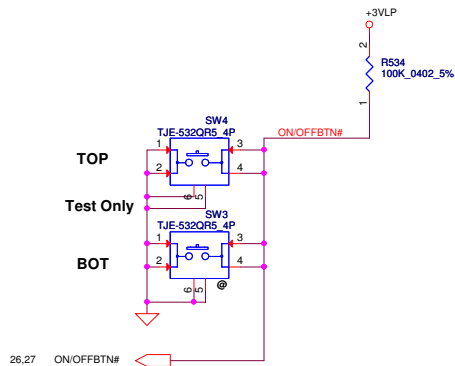 +3VLP
2
R534
100K_0402_5%
1
SW4
TJE-532QR5_4P
ON/OFFBTN#
1 3
TOP
2 4
6 5
Test Only
SW3
TJE-532QR5_4P
1 3
BOT
2 4
6 5
@
26,27 ON/OFFBTN#